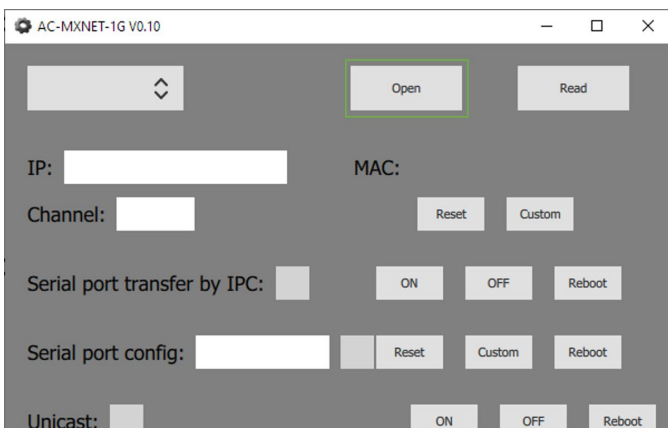 AC-MXNET-1G V0.10
Open Read
IP: MAC:
Channel: Reset Custom
Serial port transfer by IPC: ON OFF Reboot
Serial port config: Reset Custom Reboot
Unicast: ON OFF Reboot